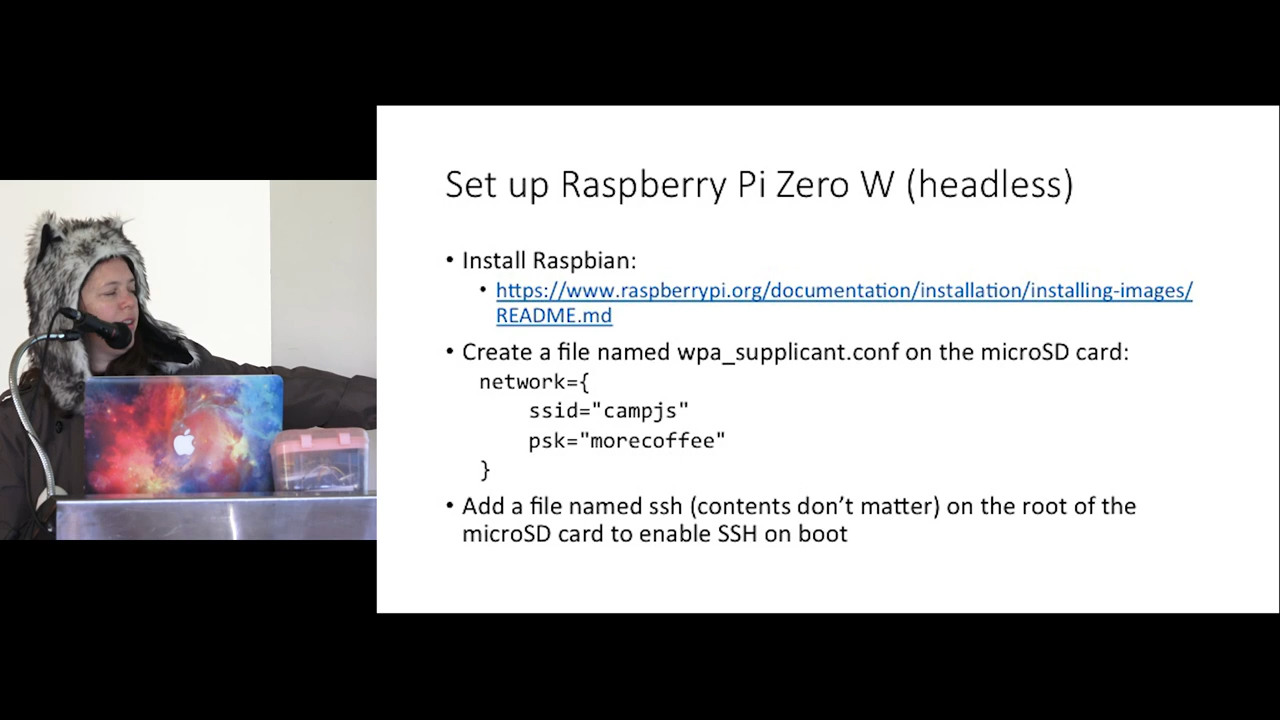 Set up Raspberry Pi Zero W (headless)
• Install Raspbian:
• https://www.raspberrypi.org/documentation/installation/installing-images/
README.md
• Create a file named wpa_supplicant.conf on the microSD card:
network={
ssid="campjs"
psk="morecoffee"
}
• Add a file named ssh (contents don’t matter) on the root of the
microSD card to enable SSH on boot